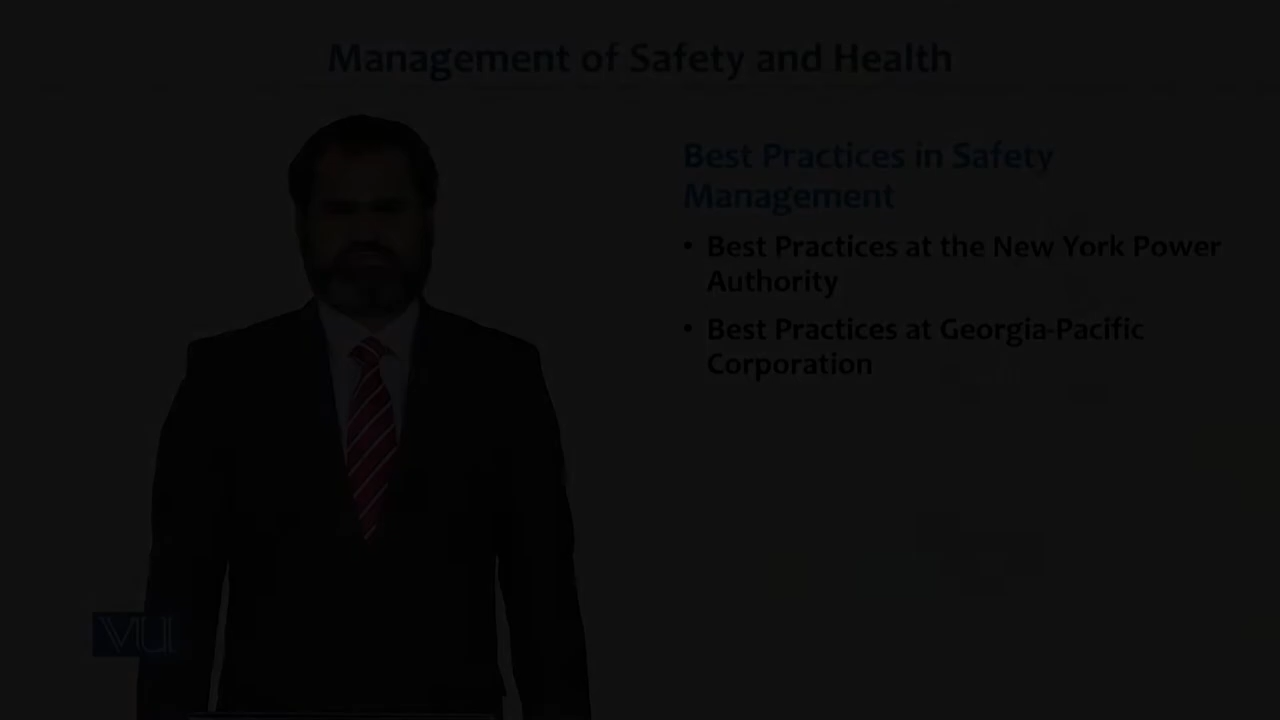 Management of Safety and Health
Best Practices in Safety
Management
• Best Practices at the New York Power
Authority
• Best Practices at Georgia-Pacific
Corporation
VU